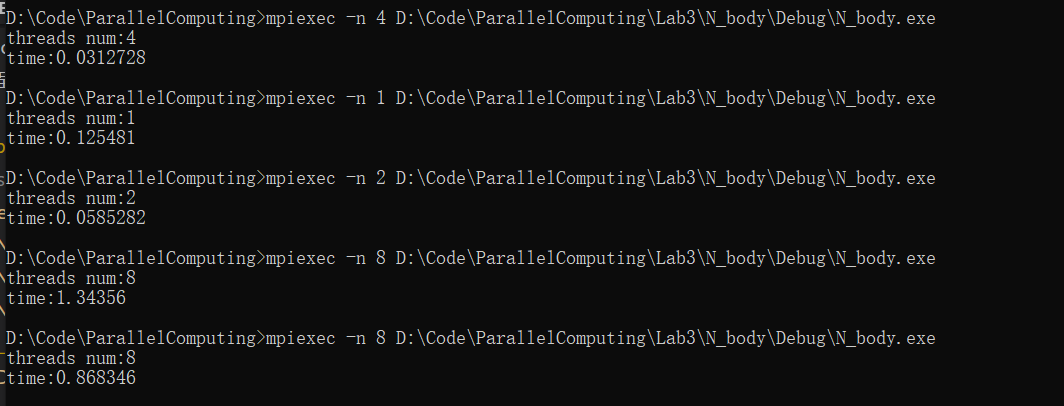 D:\Code\ParallelComputing>mpiexec -n 4 D:\Code\ParallelComputing\Lab3\N_body\Debug\N_body.exe
threads num:4
time:0.0312728
D:\Code\ParallelComputing>mpiexec -n 1 D:\Code\ParallelComputing\Lab3\N_body\Debug\N_body.exe
threads num:1
time:0.125481
D:\Code\ParallelComputing>mpiexec -n 2 D:\Code\ParallelComputing\Lab3\N_body\Debug\N_body.exe
threads num:2
time:0.0585282
D:\Code\ParallelComputing>mpiexec -n 8 D:\Code\ParallelComputing\Lab3\N_body\Debug\N_body.exe
threads num:8
time:1.34356
D:\Code\ParallelComputing>mpiexec -n 8 D:\Code\ParallelComputing\Lab3\N_body\Debug\N_body.exe
threads num:8
time:0.868346